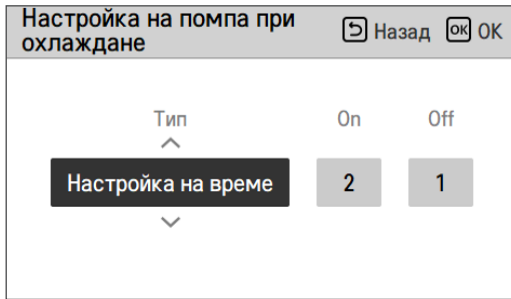 Настройка на помпа при
охлаждане
Назад
OK OK
Тип
On
Off
Настройка на време
2
1